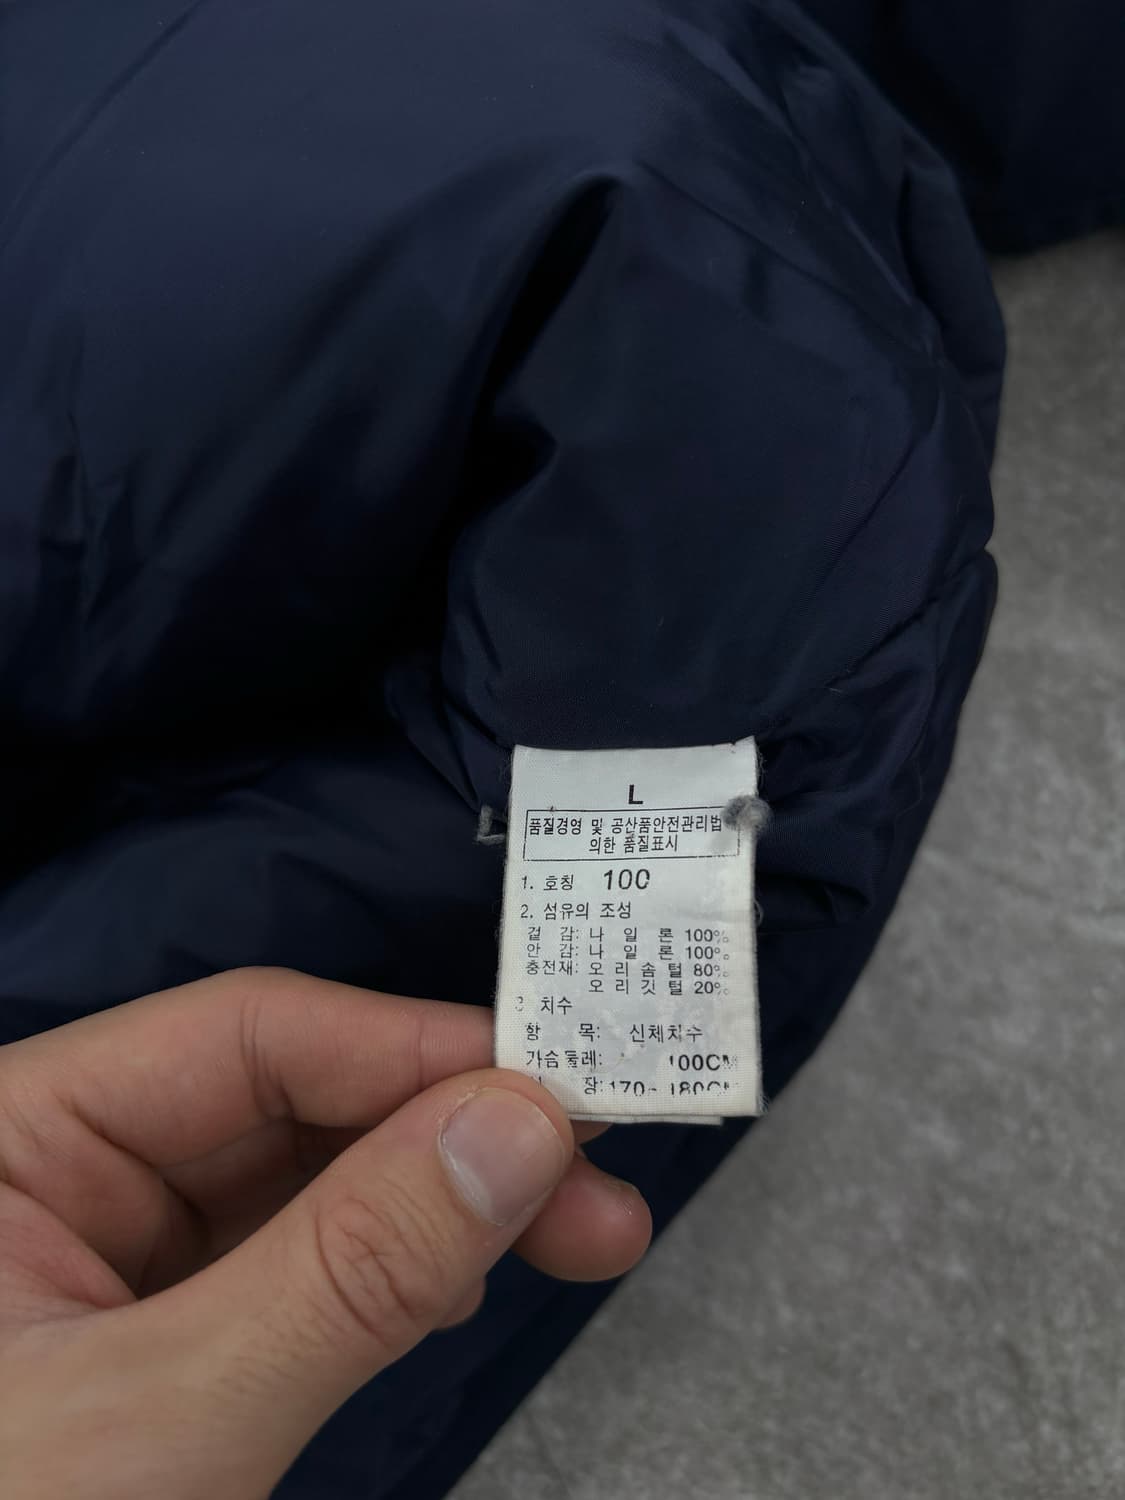 L
품질경영 및 공산품안전관리법
의한 품질표시
1. 호칭 100
2. 섬유의 조성
겉 감: 나 일 론 100%
안 감: 나 일 론 100%
충전재: 오 리 솜 털 80%
오 리 깃 털 20%
3 치수
항 목: 신체치수
가슴둘레: 100CM
장: 170~180CM